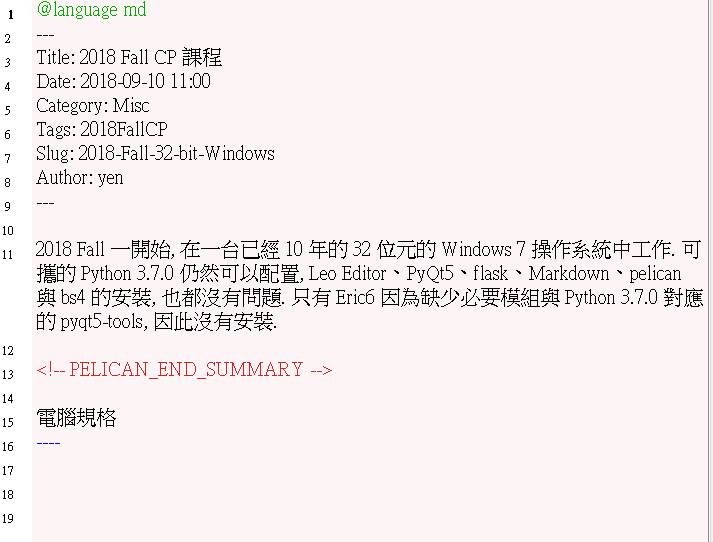 1 @language md
2 ---
3 Title: 2018 Fall CP 課程
4 Date: 2018-09-10 11:00
5 Category: Misc
6 Tags: 2018FallCP
7 Slug: 2018-Fall-32-bit-Windows
8 Author: yen
9 ---
10
11 2018 Fall 一開始, 在一台已經 10 年的 32 位元的 Windows 7 操作系統中工作. 可
攜的 Python 3.7.0 仍然可以配置, Leo Editor、PyQt5、flask、Markdown、pelican
與 bs4 的安裝, 也都沒有問題. 只有 Eric6 因為缺少必要模組與 Python 3.7.0 對應
的 pyqt5-tools, 因此沒有安裝.
12
13 <!-- PELICAN_END_SUMMARY -->
14
15 電腦規格
16 ----
17
18
19